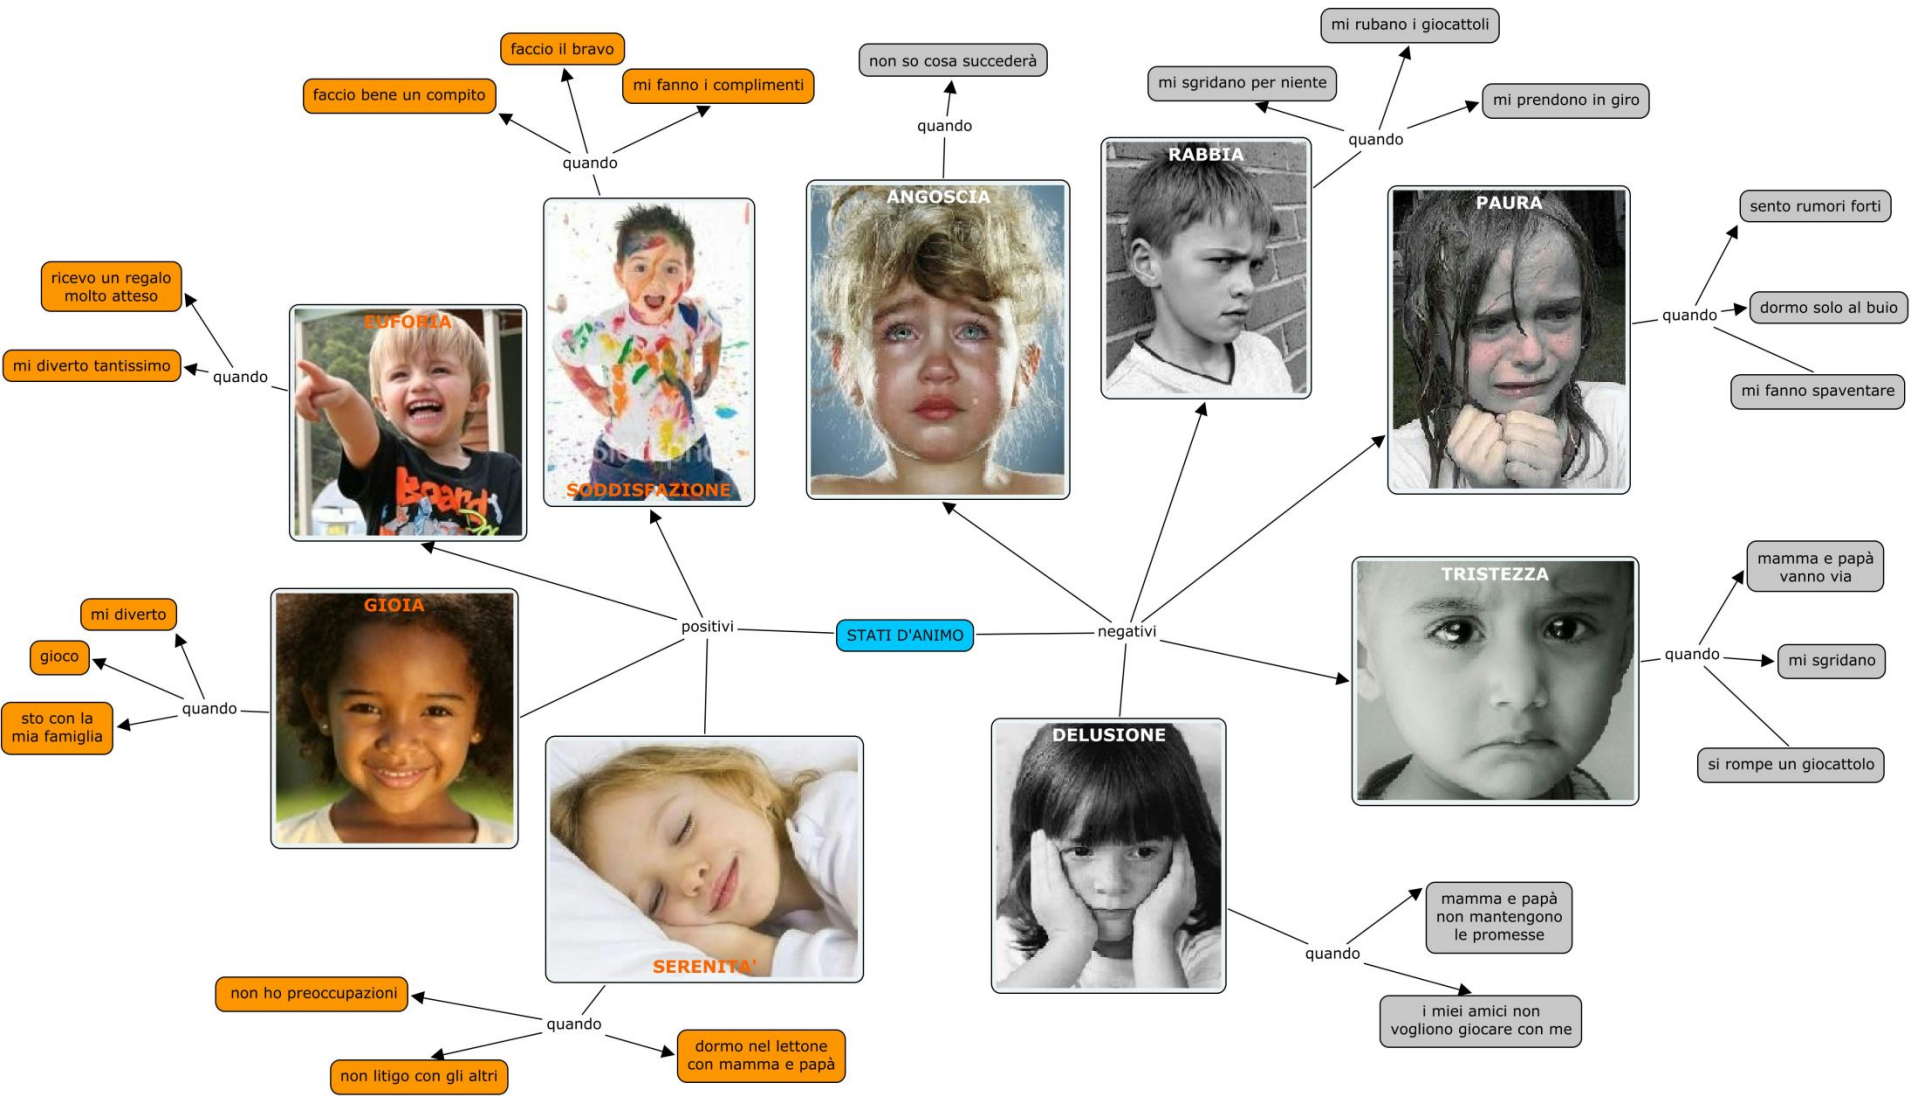 STATI D'ANIMO
positivi
EUFORIA
quando
ricevo un regalo
molto atteso
mi diverto tantissimo
SODDISFAZIONE
quando
faccio bene un compito
faccio il bravo
mi fanno i complimenti
GIOIA
quando
mi diverto
gioco
sto con la
mia famiglia
SERENITA'
quando
non ho preoccupazioni
non litigo con gli altri
dormo nel lettone
con mamma e papà
negativi
ANGOSCIA
quando
non so cosa succederà
RABBIA
quando
mi sgridano per niente
mi rubano i giocattoli
mi prendono in giro
PAURA
quando
sento rumori forti
dormo solo al buio
mi fanno spaventare
TRISTEZZA
quando
mamma e papà
vanno via
mi sgridano
si rompe un giocattolo
DELUSIONE
quando
mamma e papà
non mantengono
le promesse
i miei amici non
vogliono giocare con me